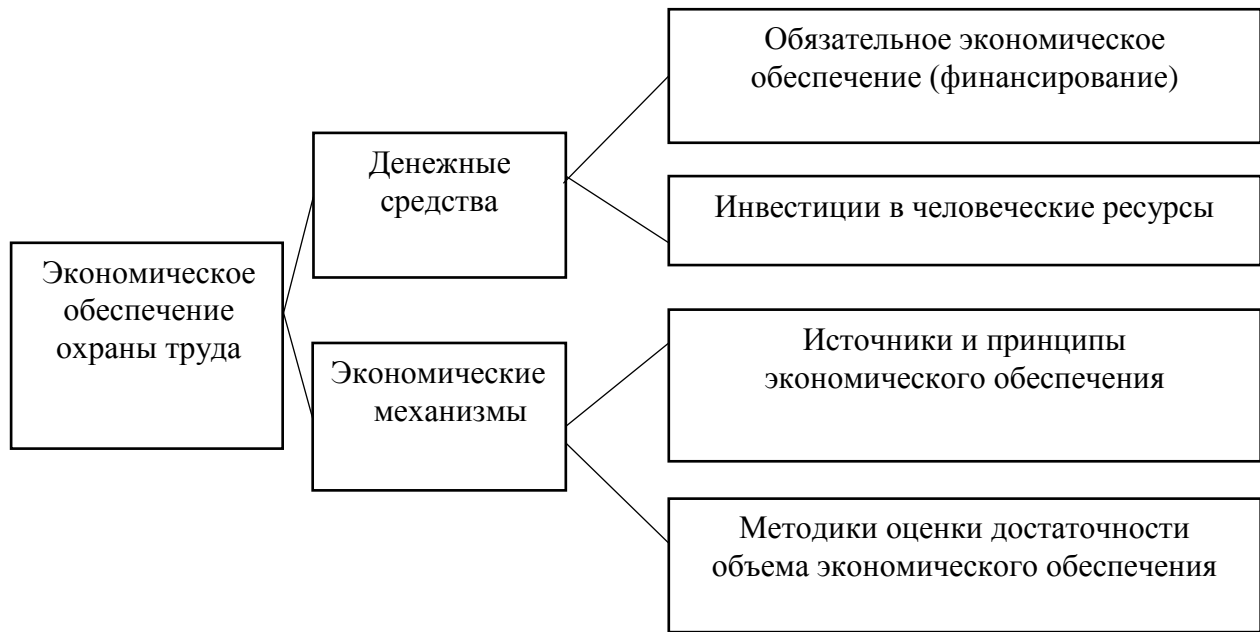 Экономическое
обеспечение
охраны труда
Денежные
средства
Экономические
механизмы
Обязательное экономическое
обеспечение (финансирование)
Инвестиции в человеческие ресурсы
Источники и принципы
экономического обеспечения
Методики оценки достаточности
объема экономического обеспечения